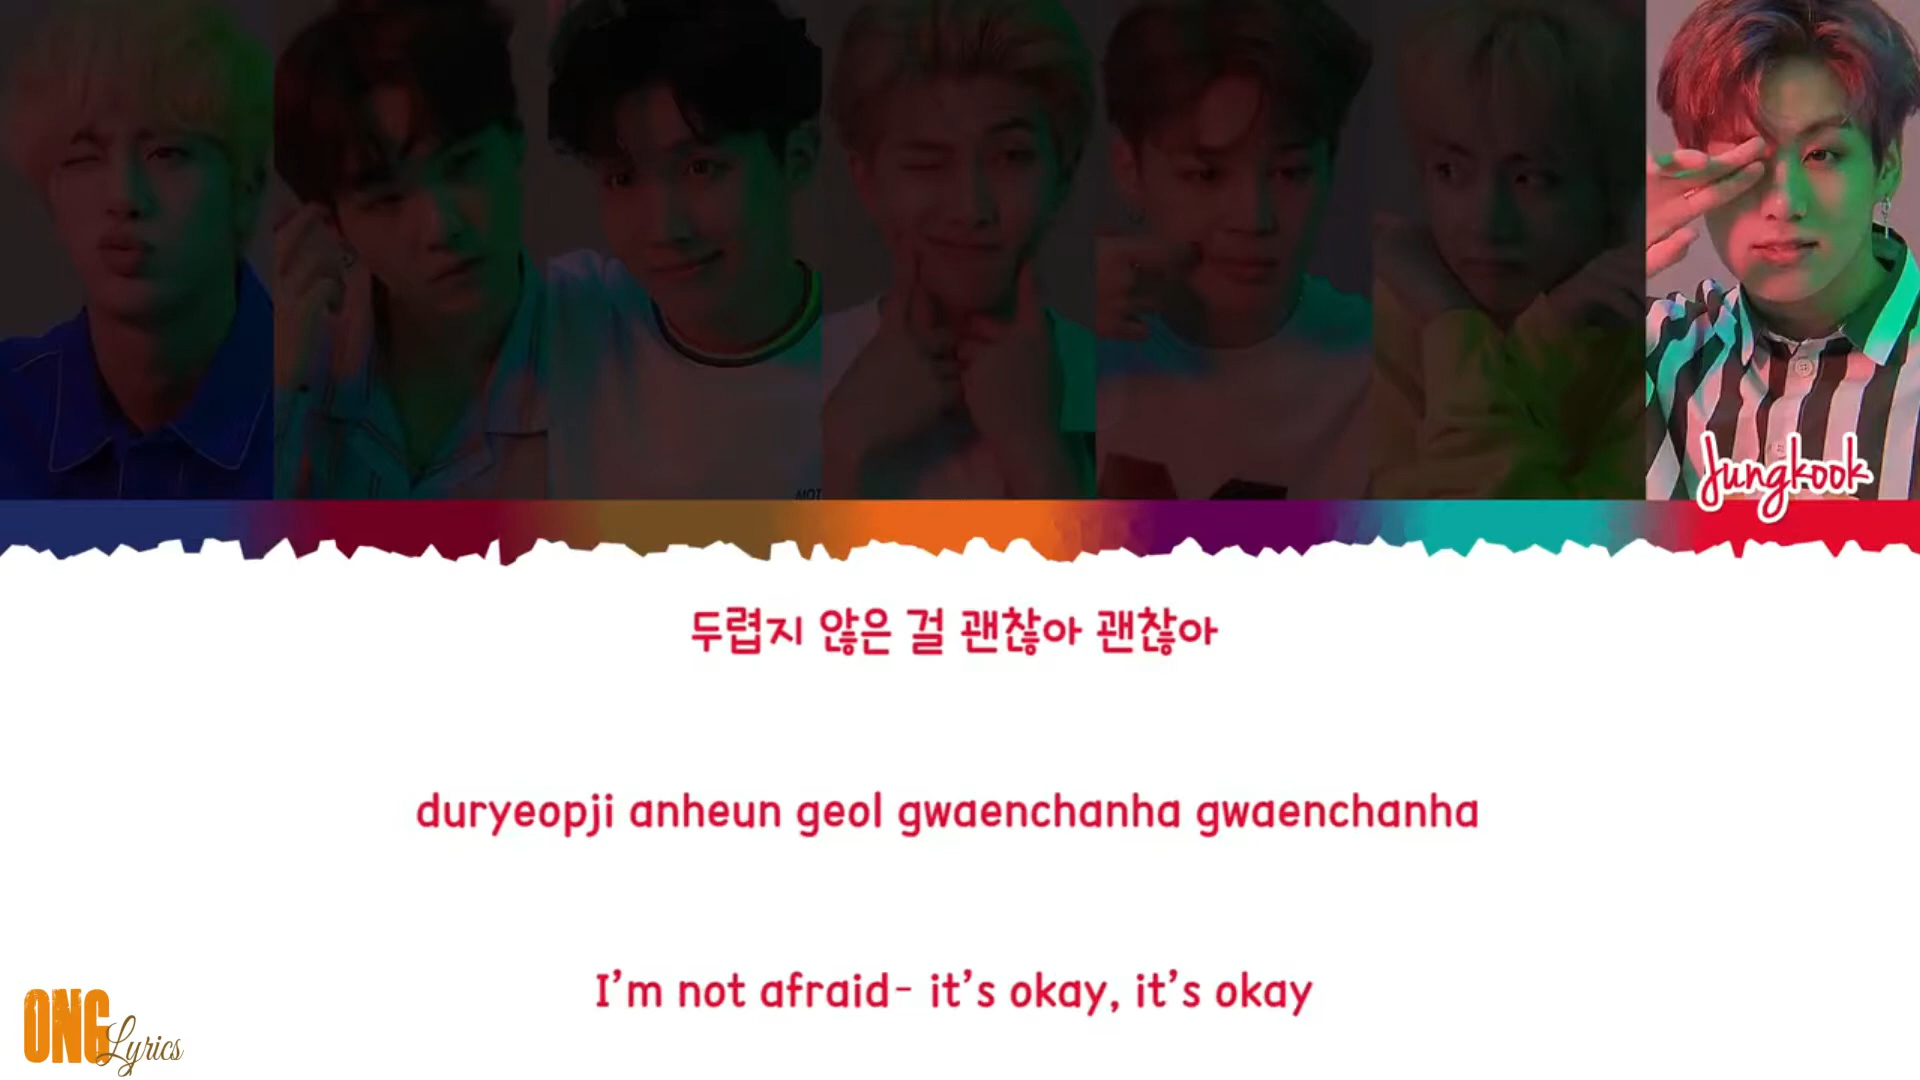 MOT
Jungkook
두렵지 않은 걸 괜찮아 괜찮아
duryeopji anheun geol gwaenchanha gwaenchanha
I'm not afraid- it's okay, it's okay
ONG
Lyrics